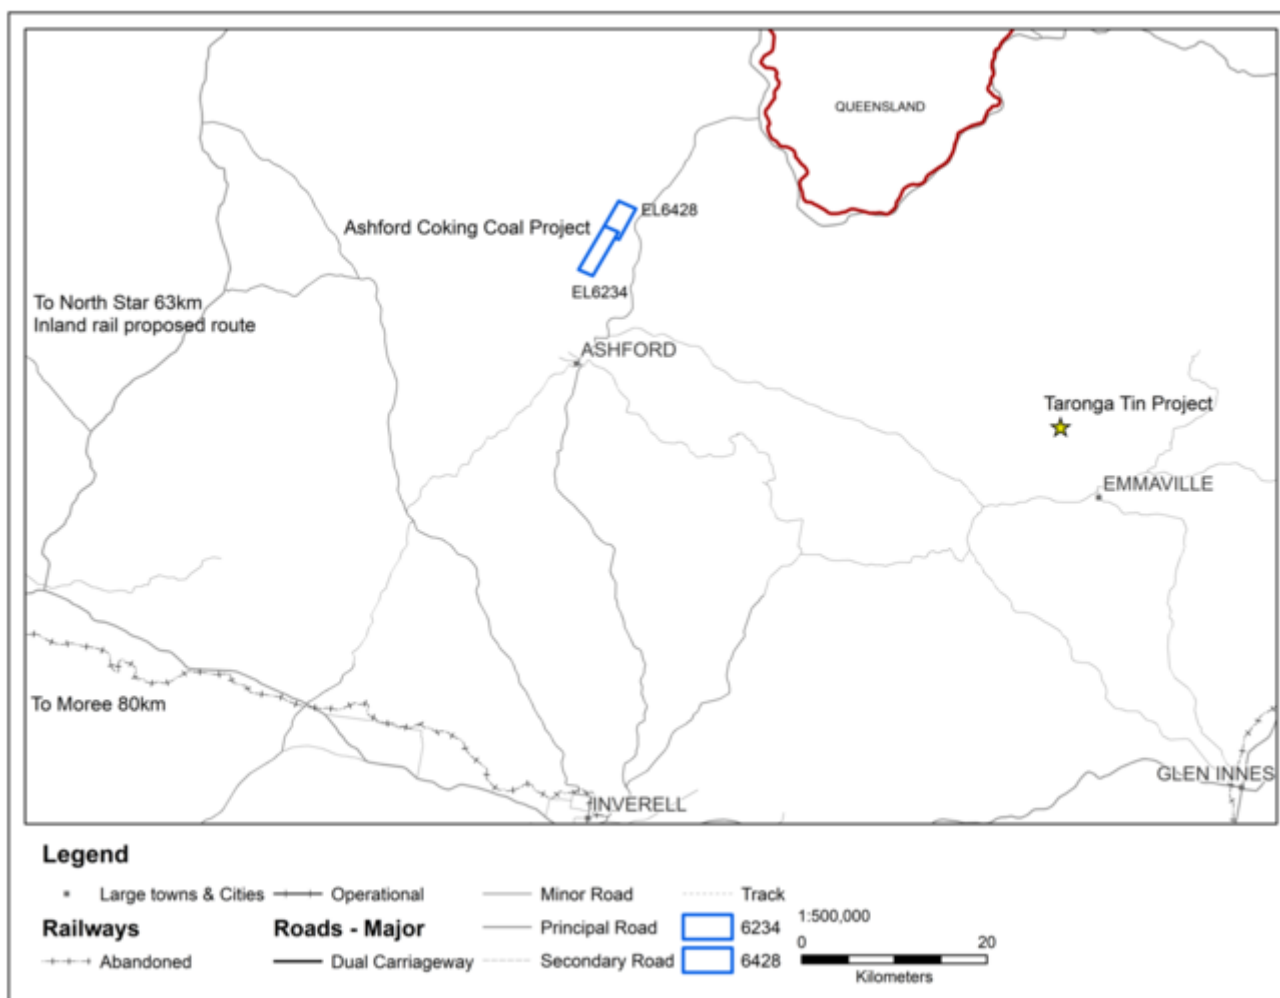 QUEENSLAND
EL6428
Ashford Coking Coal Project
EL6234
To North Star 63km
Inland rail proposed route
ASHFORD
Taronga Tin Project
EMMAVILLE
To Moree 80km
GLEN INNES
INVERELL
Legend
Large towns & Cities
Operational
Minor Road
Track
Railways
Roads - Major
Principal Road
6234
Abandoned
Dual Carriageway
Secondary Road
6428
1:500,000
0 20
Kilometers